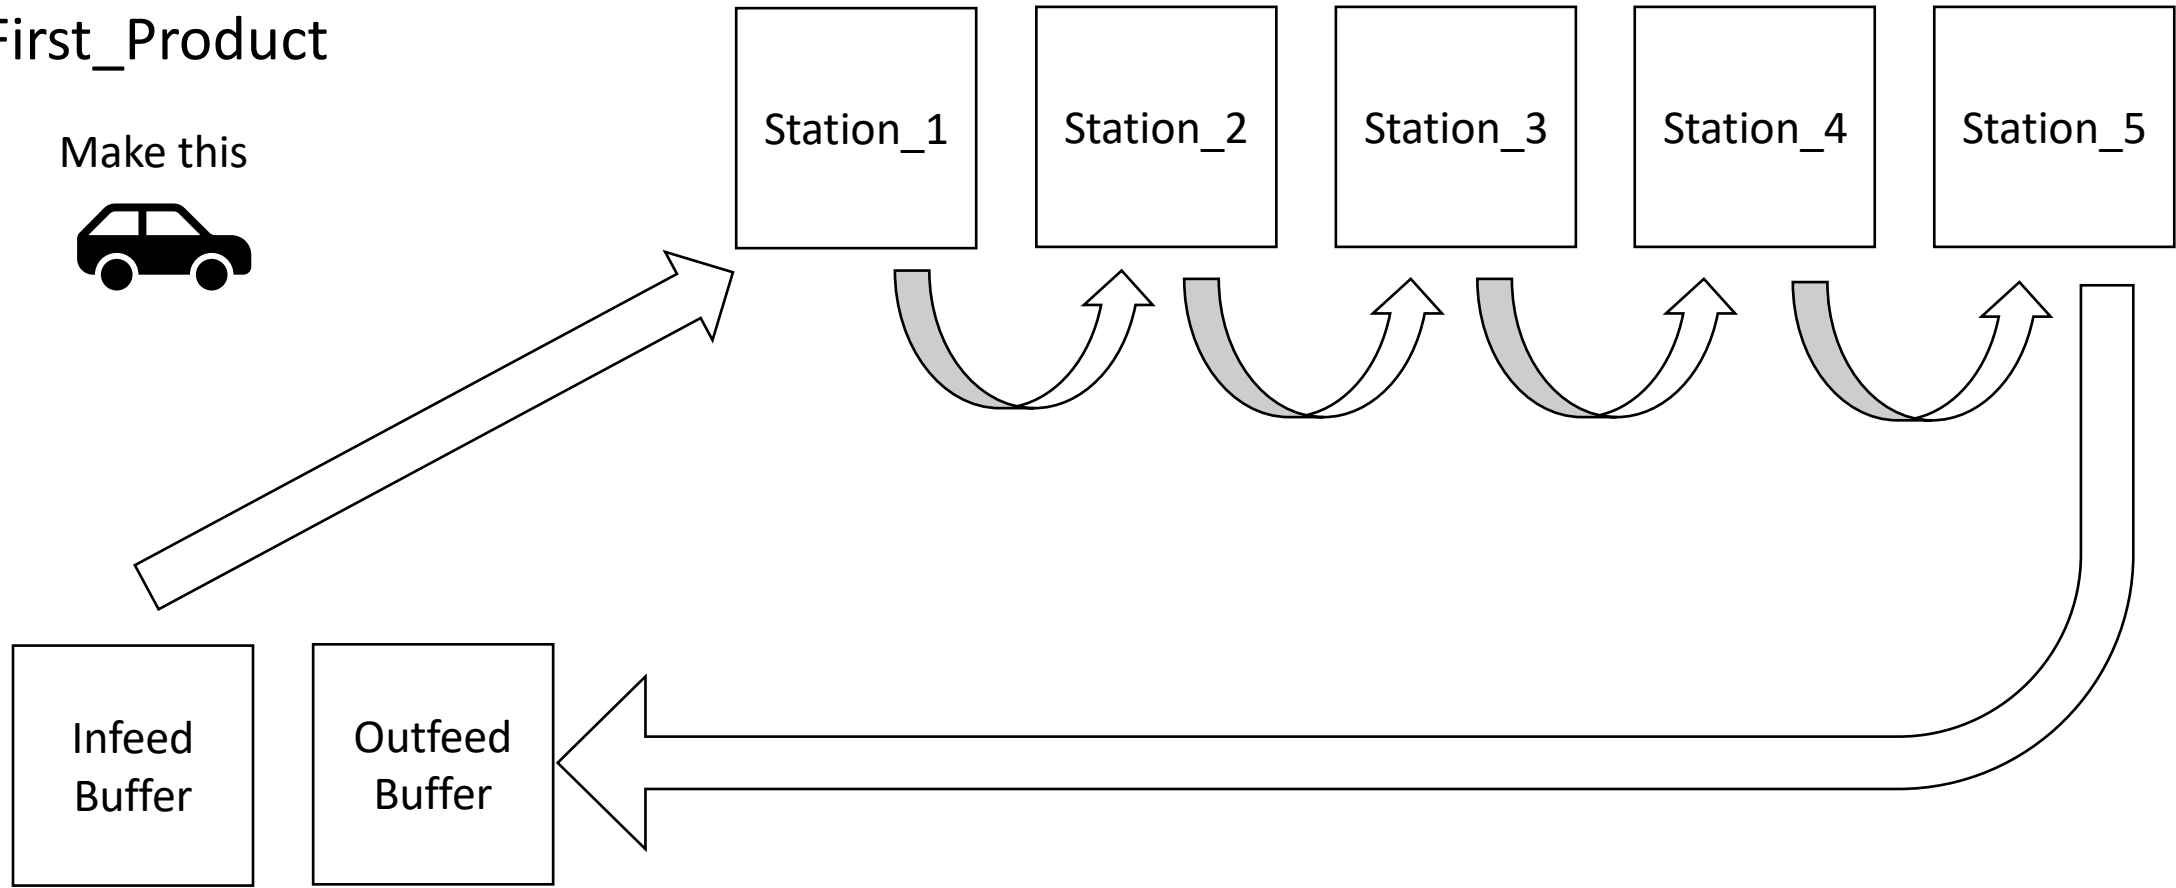 First_Product
Make this
Station_1
Station_2
Station_3
Station_4
Station_5
Infeed
Buffer
Outfeed
Buffer